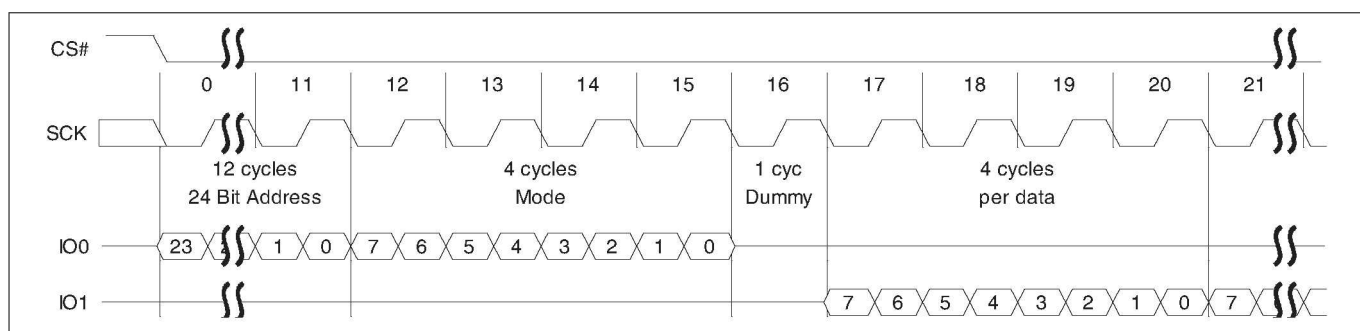 CS#
0 11 12 13 14 15 16 17 18 19 20 21
SCK
12 cycles 4 cycles 1 cyc 4 cycles
24 Bit Address Mode Dummy per data
IO0 23 1 0 7 6 5 4 3 2 1 0
IO1 7 6 5 4 3 2 1 0 7